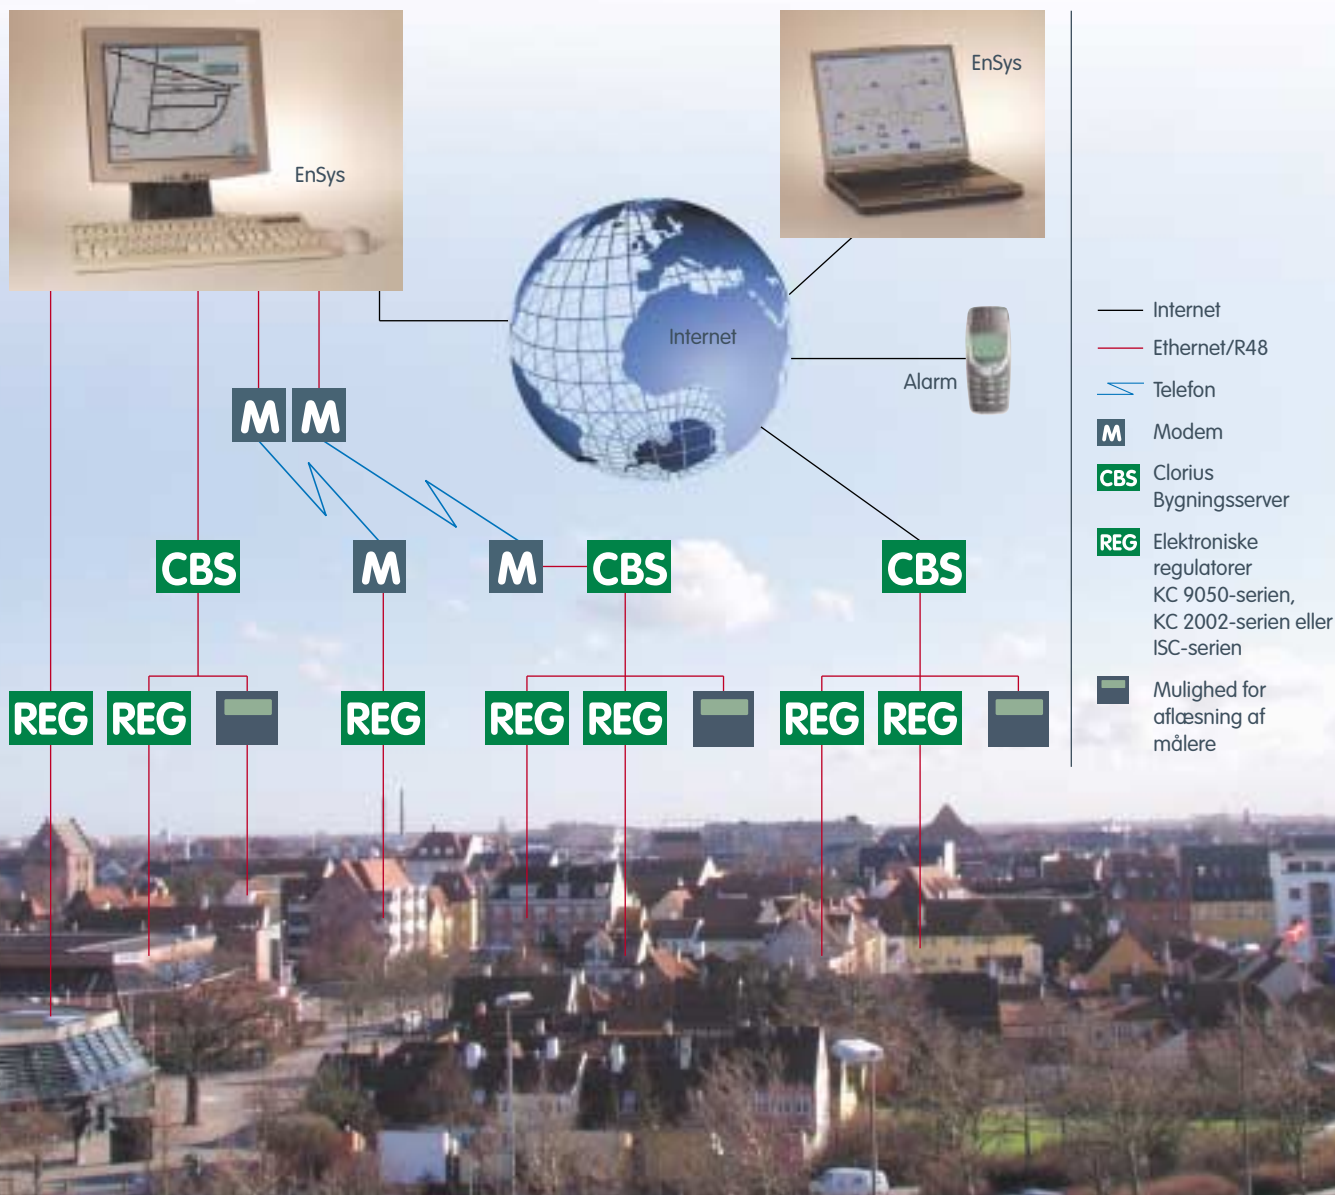 EnSys
EnSys
Internet
Alarm
M M
CBS
M
M
CBS
CBS
REG
REG
REG
REG
REG
REG
REG
Internet
Ethernet/R48
Telefon
M Modem
CBS Clorius
Bygningsserver
REG Elektroniske
regulatorer
KC 9050-serien,
KC 2002-serien eller
ISC-serien
Mulighed for
aflæsning af
målere